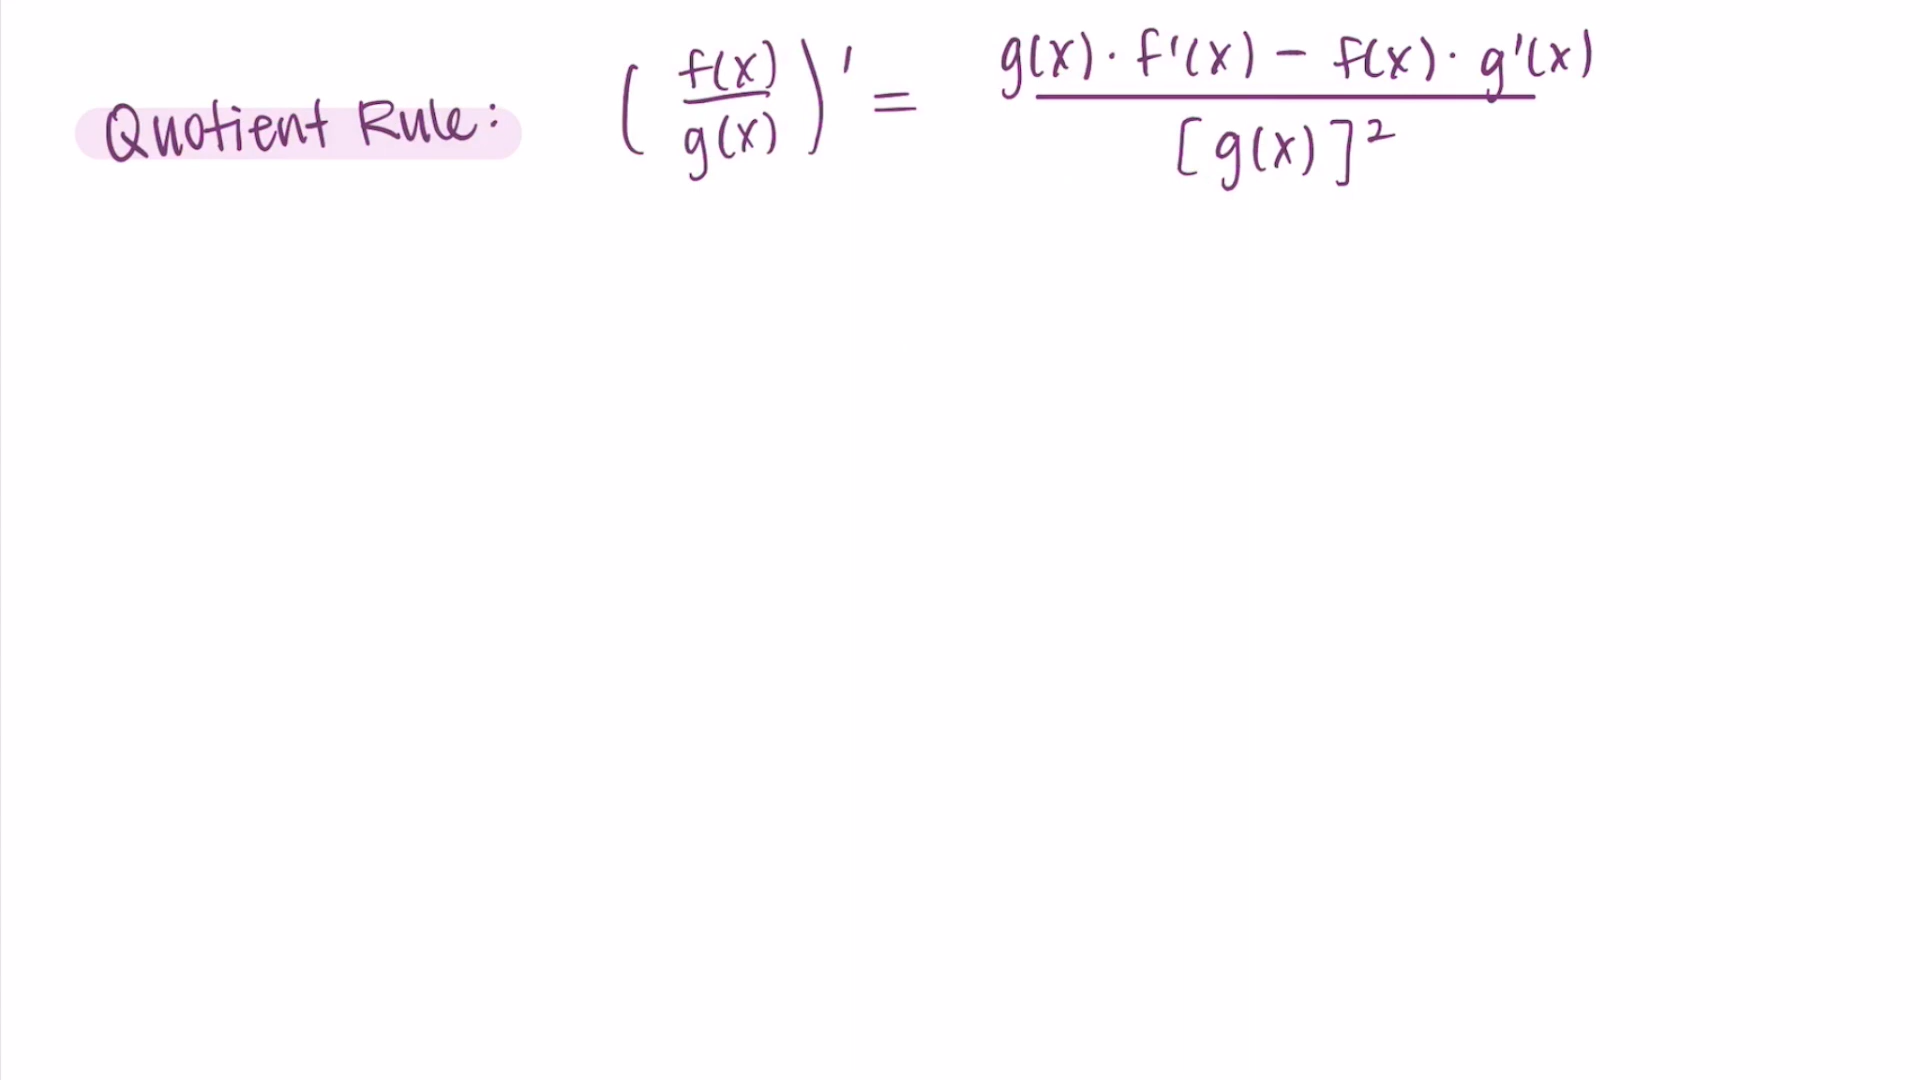 Quotient Rule: ( f(x) / g(x) )' = g(x) · f'(x) − f(x) · g'(x) / [g(x)]²